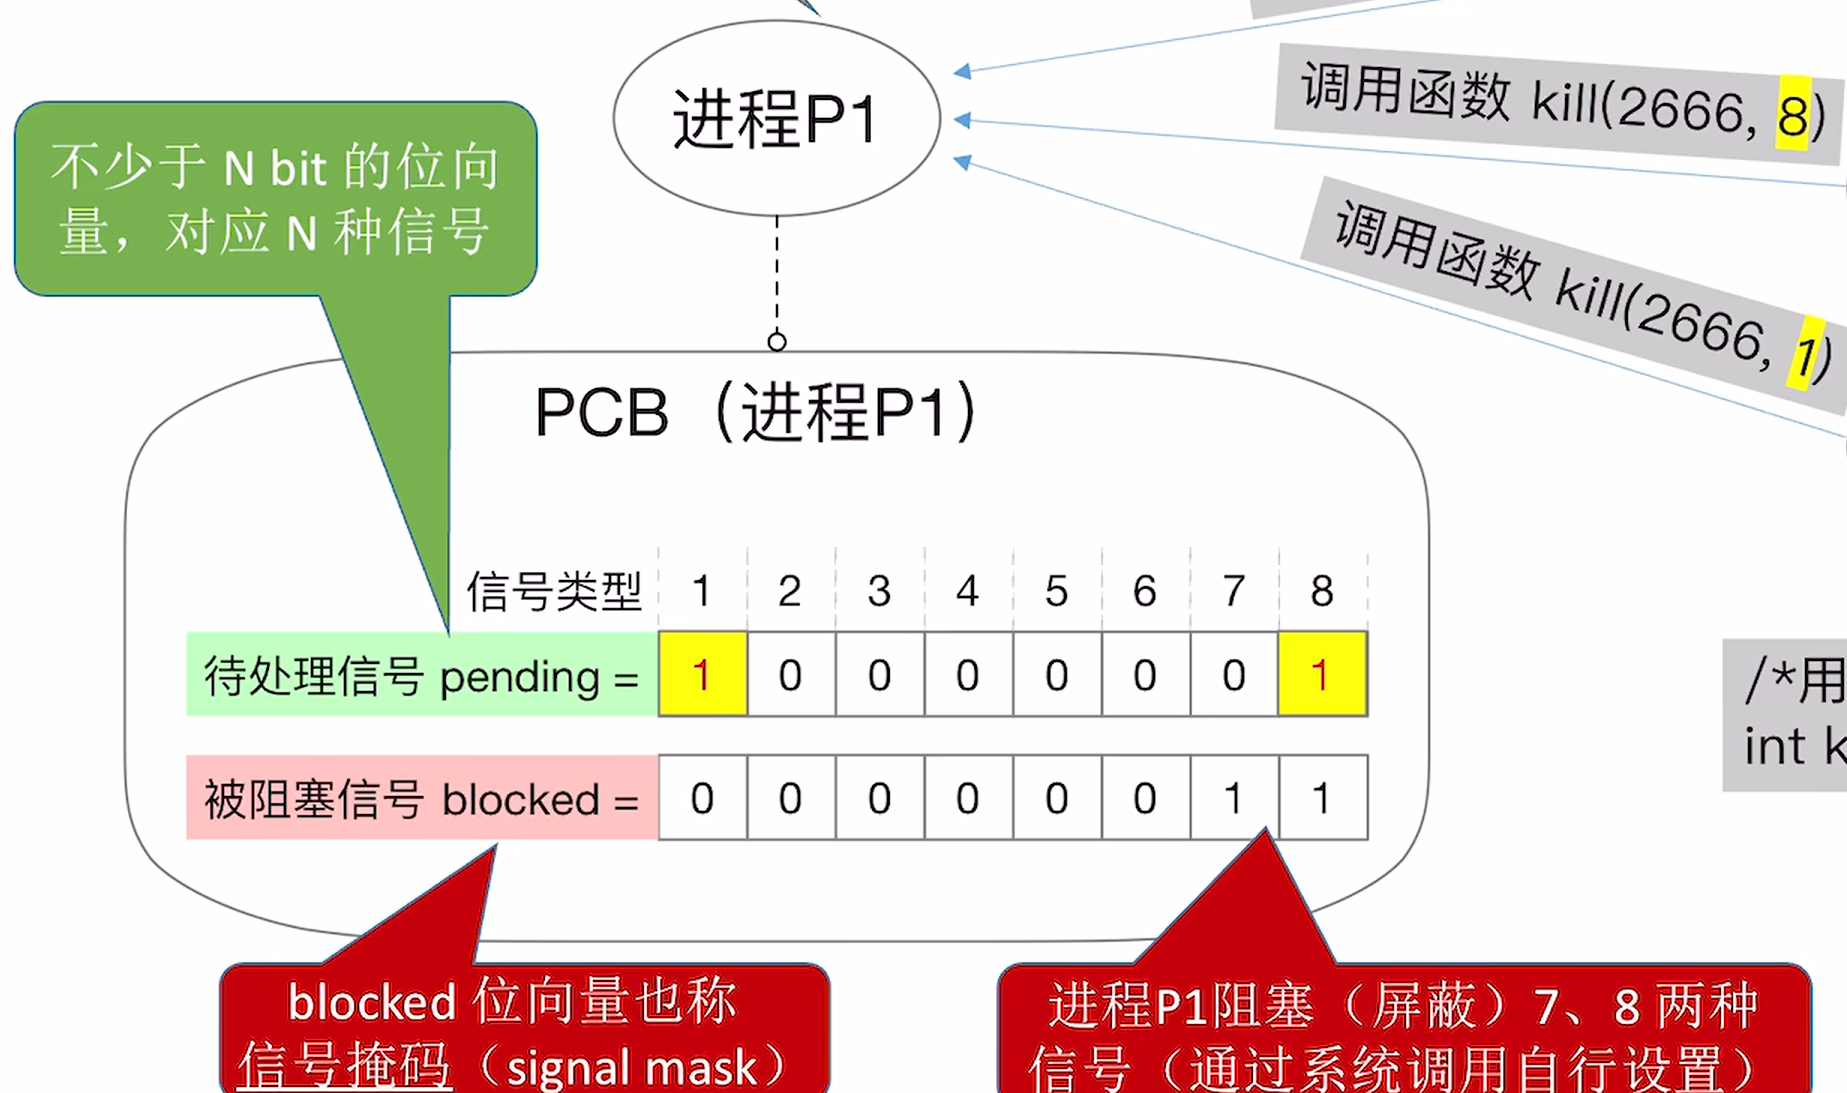 进程P1
调用函数 kill(2666, 8)
调用函数 kill(2666, 1)
不少于 N bit 的位向
量，对应 N 种信号
PCB（进程P1）
信号类型 1 2 3 4 5 6 7 8
待处理信号 pending = 1 0 0 0 0 0 0 1
被阻塞信号 blocked = 0 0 0 0 0 0 1 1
/*用
int k
blocked 位向量也称
信号掩码（signal mask）
进程P1阻塞（屏蔽）7、8 两种
信号（通过系统调用自行设置）